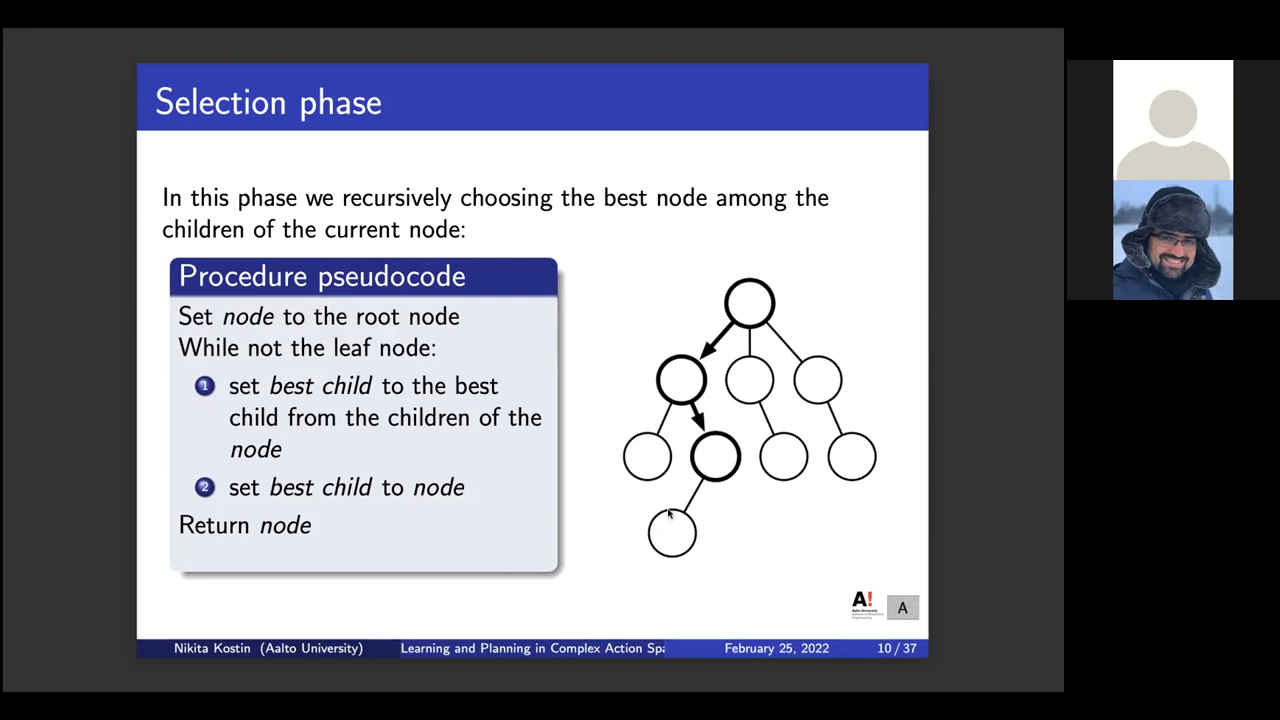 Selection phase
In this phase we recursively choosing the best node among the
children of the current node:
Procedure pseudocode
Set node to the root node
While not the leaf node:
1 set best child to the best
child from the children of the
node
2 set best child to node
Return node
A!
Aalto University
A
Nikita Kostin (Aalto University)
Learning and Planning in Complex Action Spa
February 25, 2022
10 / 37